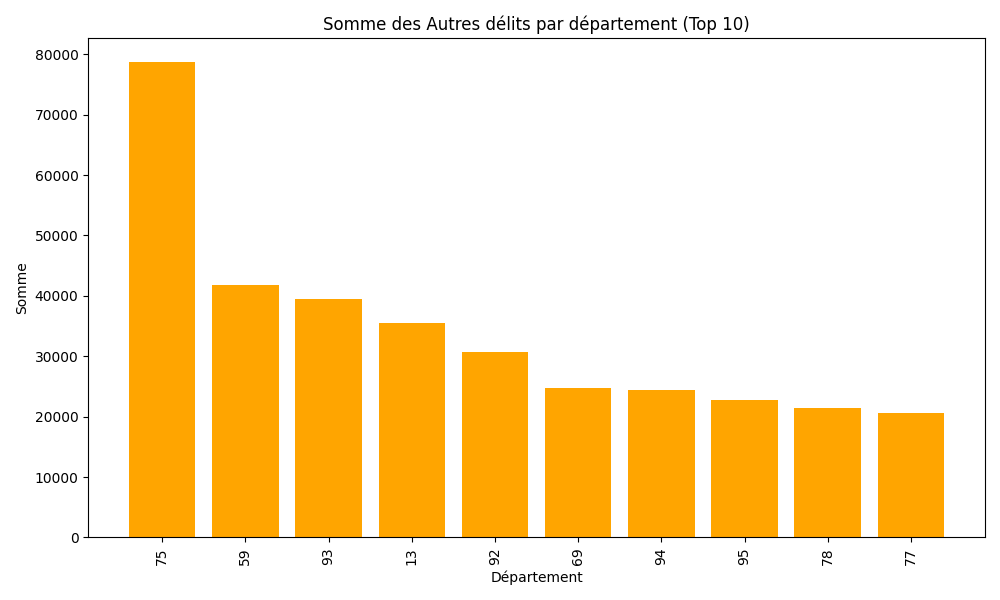 Somme des Autres délits par département (Top 10)
Somme
80000
70000
60000
50000
40000
30000
20000
10000
0
75 59 93 13 92 69 94 95 78 77
Département